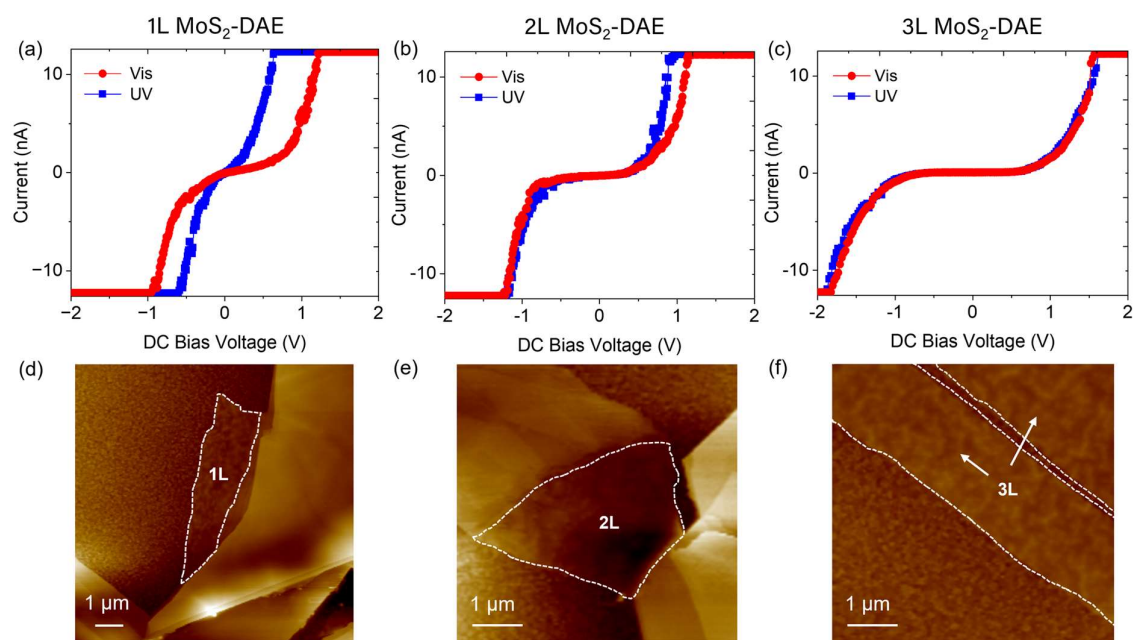 1L MoS₂-DAE
2L MoS₂-DAE
3L MoS₂-DAE
(a)
Vis
UV
10
0
−10
Current (nA)
−2
−1
0
1
2
DC Bias Voltage (V)
(b)
Vis
UV
10
0
-10
Current (nA)
-2
-1
0
1
2
DC Bias Voltage (V)
(c)
Vis
UV
10
0
-10
Current (nA)
-2
-1
0
1
2
DC Bias Voltage (V)
(d)
1L
1 μm
(e)
2L
1 μm
(f)
3L
1 μm